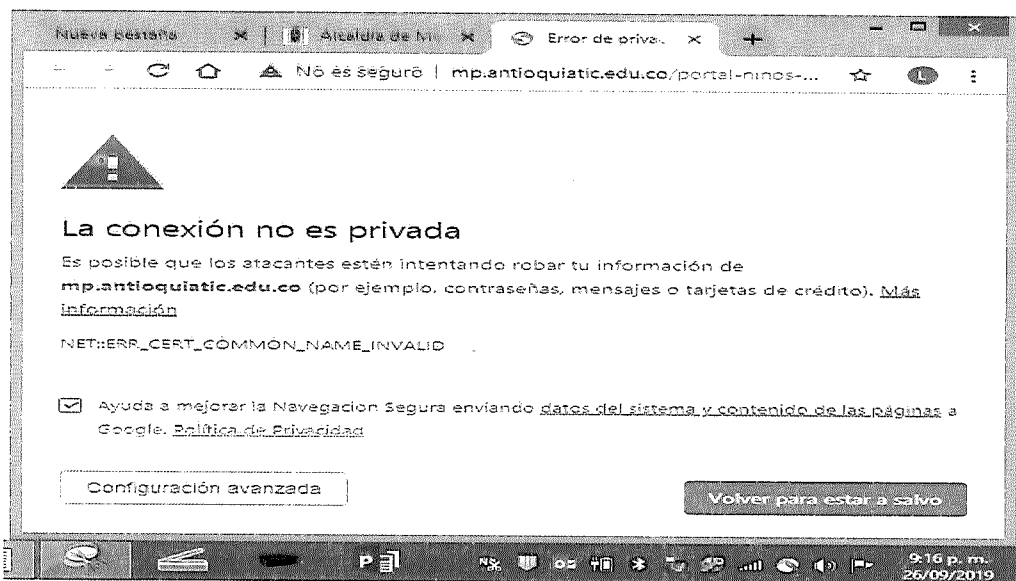 Nueva pestaña × | Alcaldía de M × Error de priva. × +
No es seguro | mp.antioquiatic.edu.co/portal-ninos-... L
La conexión no es privada
Es posible que los atacantes estén intentando robar tu información de
mp.antioquiatic.edu.co (por ejemplo, contraseñas, mensajes o tarjetas de crédito). Más
información
NET::ERR_CERT_COMMON_NAME_INVALID
Ayuda a mejorar la Navegacion Segura enviando datos del sistema y contenido de las páginas a
Google. Política de Privacidad
Configuración avanzada
Volver para estar a salvo
9:16 p. m.
26/09/2019